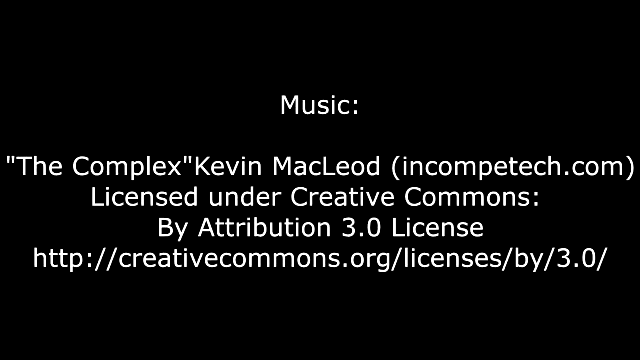 Music:
"The Complex"Kevin MacLeod (incompetech.com)
Licensed under Creative Commons:
By Attribution 3.0 License
http://creativecommons.org/licenses/by/3.0/